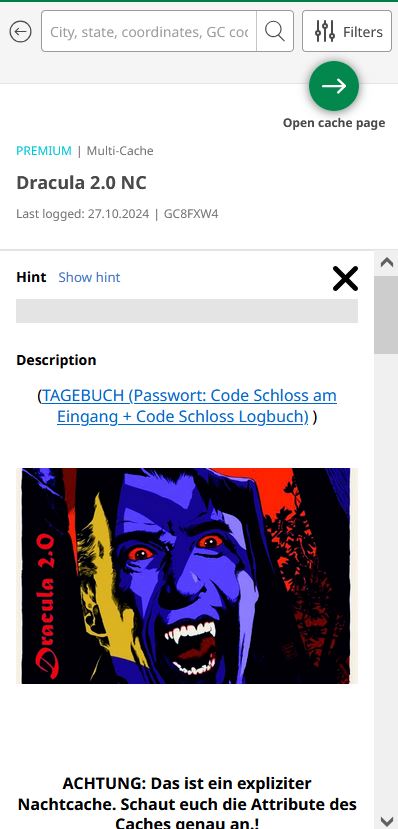 City, state, coordinates, GC coc
Filters
Open cache page
PREMIUM | Multi-Cache
Dracula 2.0 NC
Last logged: 27.10.2024 | GC8FXW4
Hint Show hint
Description
(TAGEBUCH (Passwort: Code Schloss am
Eingang + Code Schloss Logbuch) )
Dracula 2.0
ACHTUNG: Das ist ein expliziter
Nachtcache. Schaut euch die Attribute des
Caches genau an.!